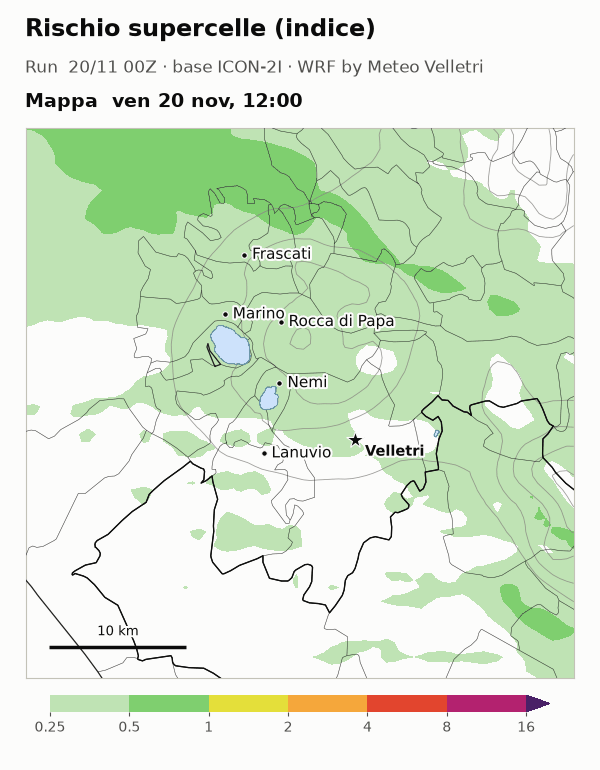 Rischio supercelle (indice)
Run  20/11 00Z · base ICON-2I · WRF by Meteo Velletri
Mappa  ven 20 nov, 12:00
Frascati
Marino
Rocca di Papa
Nemi
Velletri
Lanuvio
10 km
0.25 0.5 1 2 4 8 16